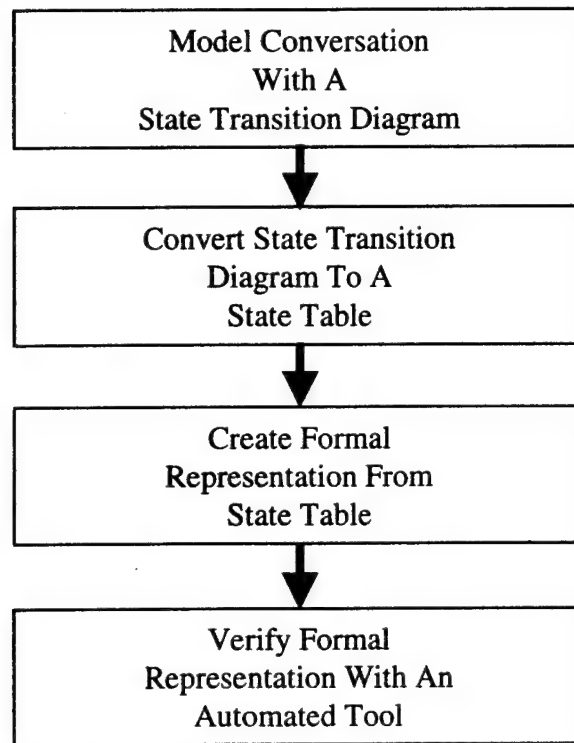 Model Conversation
With A
State Transition Diagram
Convert State Transition
Diagram To A
State Table
Create Formal
Representation From
State Table
Verify Formal
Representation With An
Automated Tool